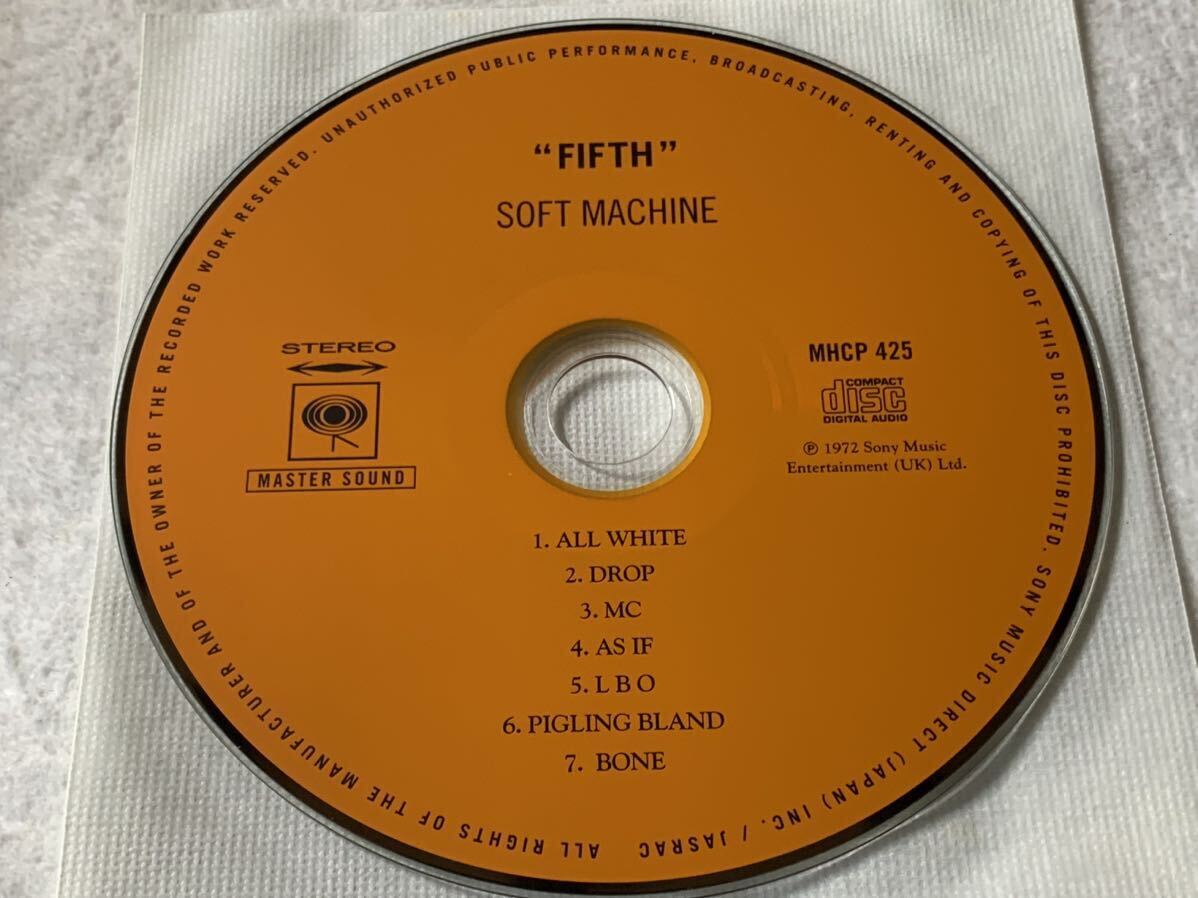 “FIFTH”
SOFT MACHINE
STEREO
MASTER SOUND
MHCP 425
COMPACT
disc
DIGITAL AUDIO
℗ 1972 Sony Music
Entertainment (UK) Ltd.
1. ALL WHITE
2. DROP
3. MC
4. AS IF
5. L B O
6. PIGLING BLAND
7. BONE
ALL RIGHTS OF THE MANUFACTURER AND OF THE OWNER OF THE RECORDED WORK RESERVED. UNAUTHORIZED PUBLIC PERFORMANCE, BROADCASTING, RENTING AND COPYING OF THIS DISC PROHIBITED. SONY MUSIC DIRECT (JAPAN) INC. / JASRAC